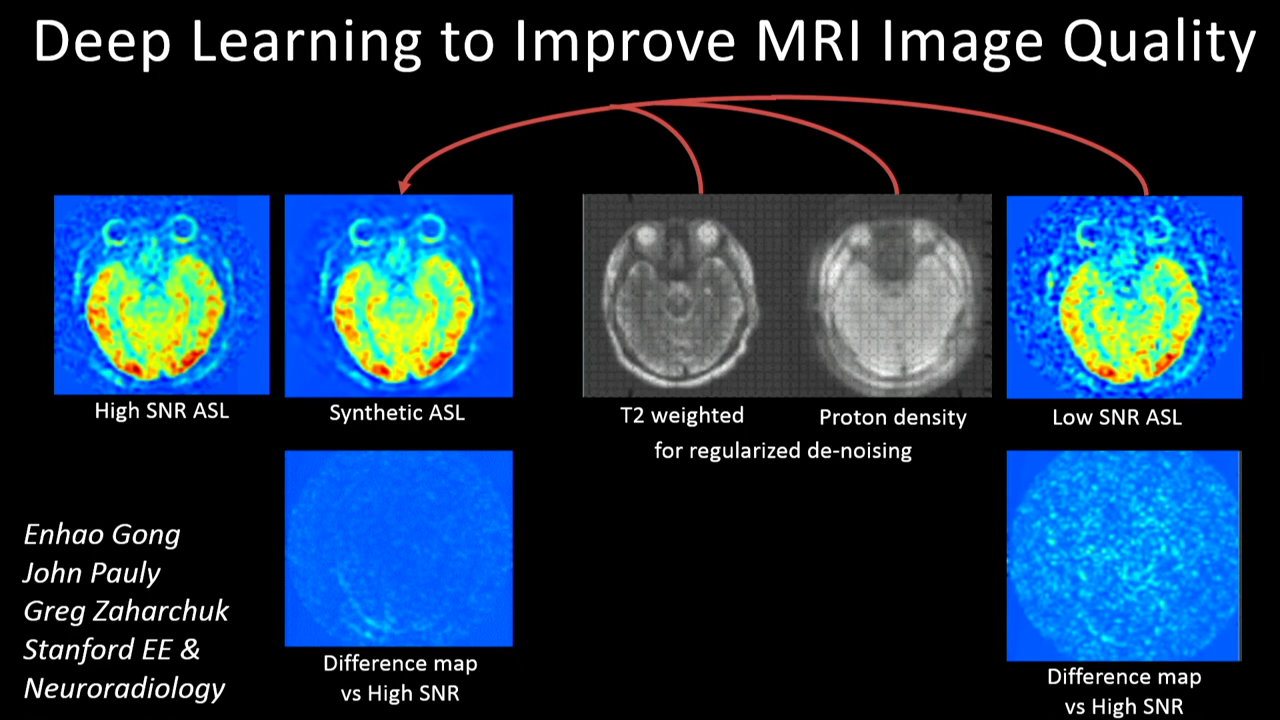 Deep Learning to Improve MRI Image Quality
High SNR ASL
Synthetic ASL
T2 weighted
Proton density
for regularized de-noising
Low SNR ASL
Difference map
vs High SNR
Difference map
vs High SNR
Enhao Gong
John Pauly
Greg Zaharchuk
Stanford EE &
Neuroradiology